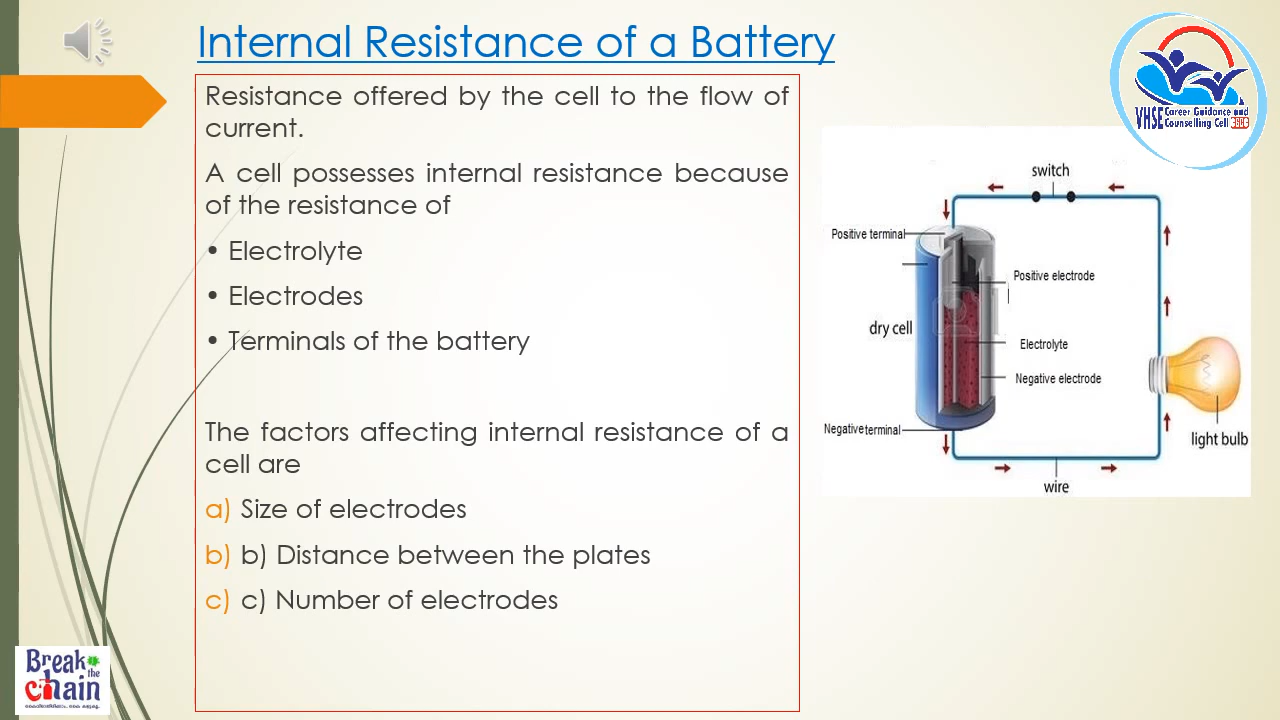 Internal Resistance of a Battery
Resistance offered by the cell to the flow of
current.
A cell possesses internal resistance because
of the resistance of
• Electrolyte
• Electrodes
• Terminals of the battery
The factors affecting internal resistance of a
cell are
a) Size of electrodes
b) b) Distance between the plates
c) c) Number of electrodes
VHSE Career Guidance and
Counselling Cell
switch
Positive terminal
Positive electrode
dry cell
Electrolyte
Negative electrode
Negative terminal
light bulb
wire
Break
the
chain